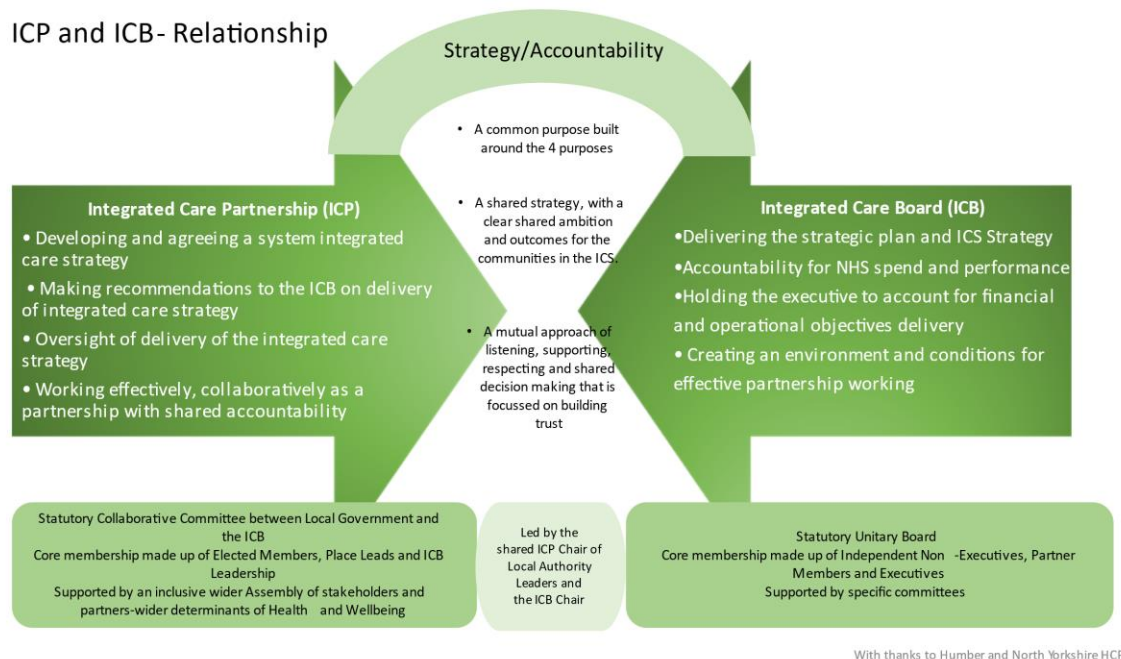 ICP and ICB- Relationship
Strategy/Accountability
• A common purpose built
around the 4 purposes
• A shared strategy, with a
clear shared ambition
and outcomes for the
communities in the ICS.
• A mutual approach of
listening, supporting,
respecting and shared
decision making that is
focussed on building
trust
Integrated Care Partnership (ICP)
• Developing and agreeing a system integrated
care strategy
• Making recommendations to the ICB on delivery
of integrated care strategy
• Oversight of delivery of the integrated care
strategy
• Working effectively, collaboratively as a
partnership with shared accountability
Integrated Care Board (ICB)
•Delivering the strategic plan and ICS Strategy
•Accountability for NHS spend and performance
•Holding the executive to account for financial
and operational objectives delivery
• Creating an environment and conditions for
effective partnership working
Statutory Collaborative Committee between Local Government and
the ICB
Core membership made up of Elected Members, Place Leads and ICB
Leadership
Supported by an inclusive wider Assembly of stakeholders and
partners-wider determinants of Health and Wellbeing
Led by the
shared ICP Chair of
Local Authority
Leaders and
the ICB Chair
Statutory Unitary Board
Core membership made up of Independent Non -Executives, Partner
Members and Executives
Supported by specific committees
With thanks to Humber and North Yorkshire HCP